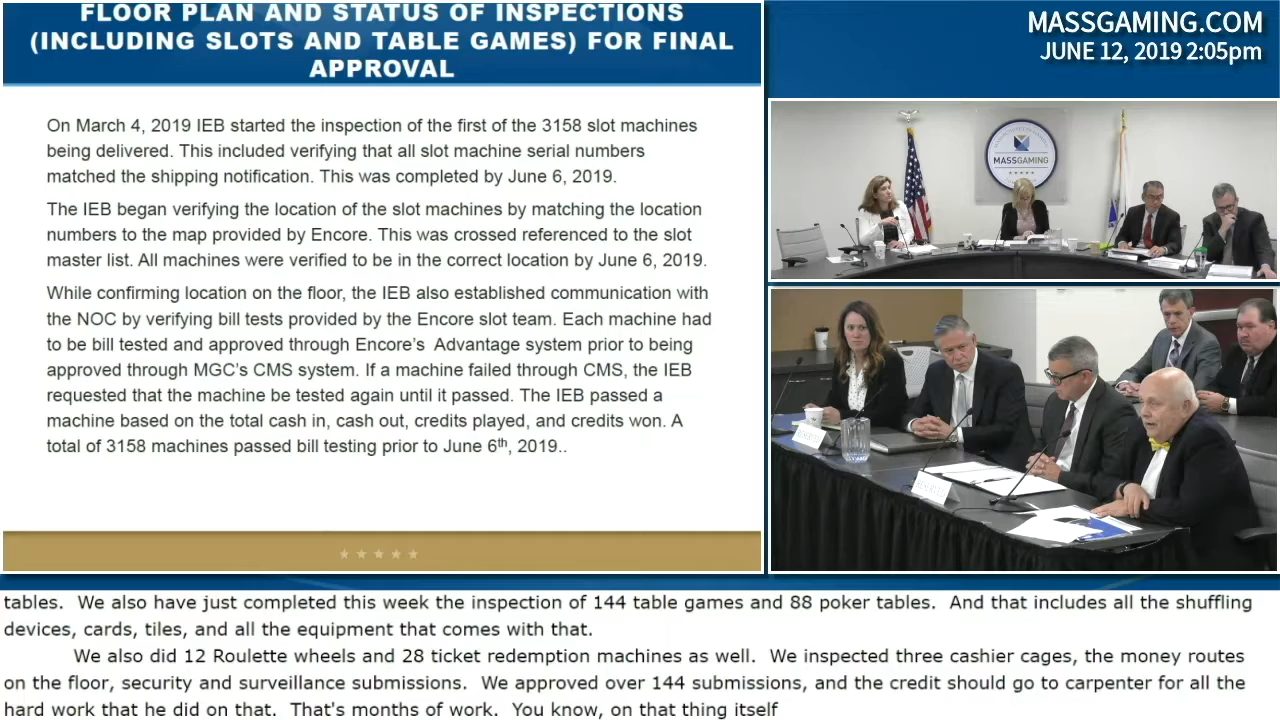 FLOOR PLAN AND STATUS OF INSPECTIONS
(INCLUDING SLOTS AND TABLE GAMES) FOR FINAL
APPROVAL
MASSGAMING.COM
JUNE 12, 2019 2:05pm
On March 4, 2019 IEB started the inspection of the first of the 3158 slot machines
being delivered. This included verifying that all slot machine serial numbers
matched the shipping notification. This was completed by June 6, 2019.
The IEB began verifying the location of the slot machines by matching the location
numbers to the map provided by Encore. This was crossed referenced to the slot
master list. All machines were verified to be in the correct location by June 6, 2019.
While confirming location on the floor, the IEB also established communication with
the NOC by verifying bill tests provided by the Encore slot team. Each machine had
to be bill tested and approved through Encore's Advantage system prior to being
approved through MGC's CMS system. If a machine failed through CMS, the IEB
requested that the machine be tested again until it passed. The IEB passed a
machine based on the total cash in, cash out, credits played, and credits won. A
total of 3158 machines passed bill testing prior to June 6th, 2019..
MASSGAMING
RESERVED
tables. We also have just completed this week the inspection of 144 table games and 88 poker tables. And that includes all the shuffling
devices, cards, tiles, and all the equipment that comes with that.
We also did 12 Roulette wheels and 28 ticket redemption machines as well. We inspected three cashier cages, the money routes
on the floor, security and surveillance submissions. We approved over 144 submissions, and the credit should go to carpenter for all the
hard work that he did on that. That's months of work. You know, on that thing itself